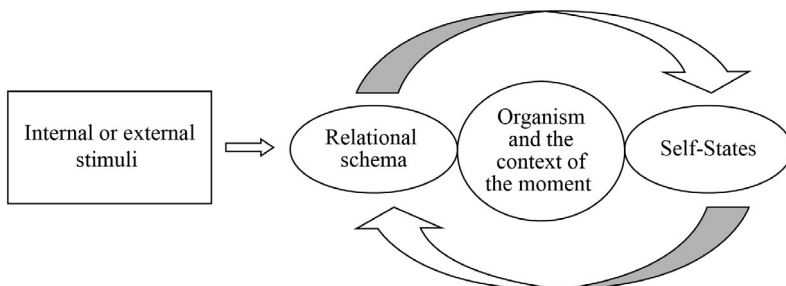 Internal or external
stimuli
Relational
schema
Organism
and the
context of
the moment
Self-States